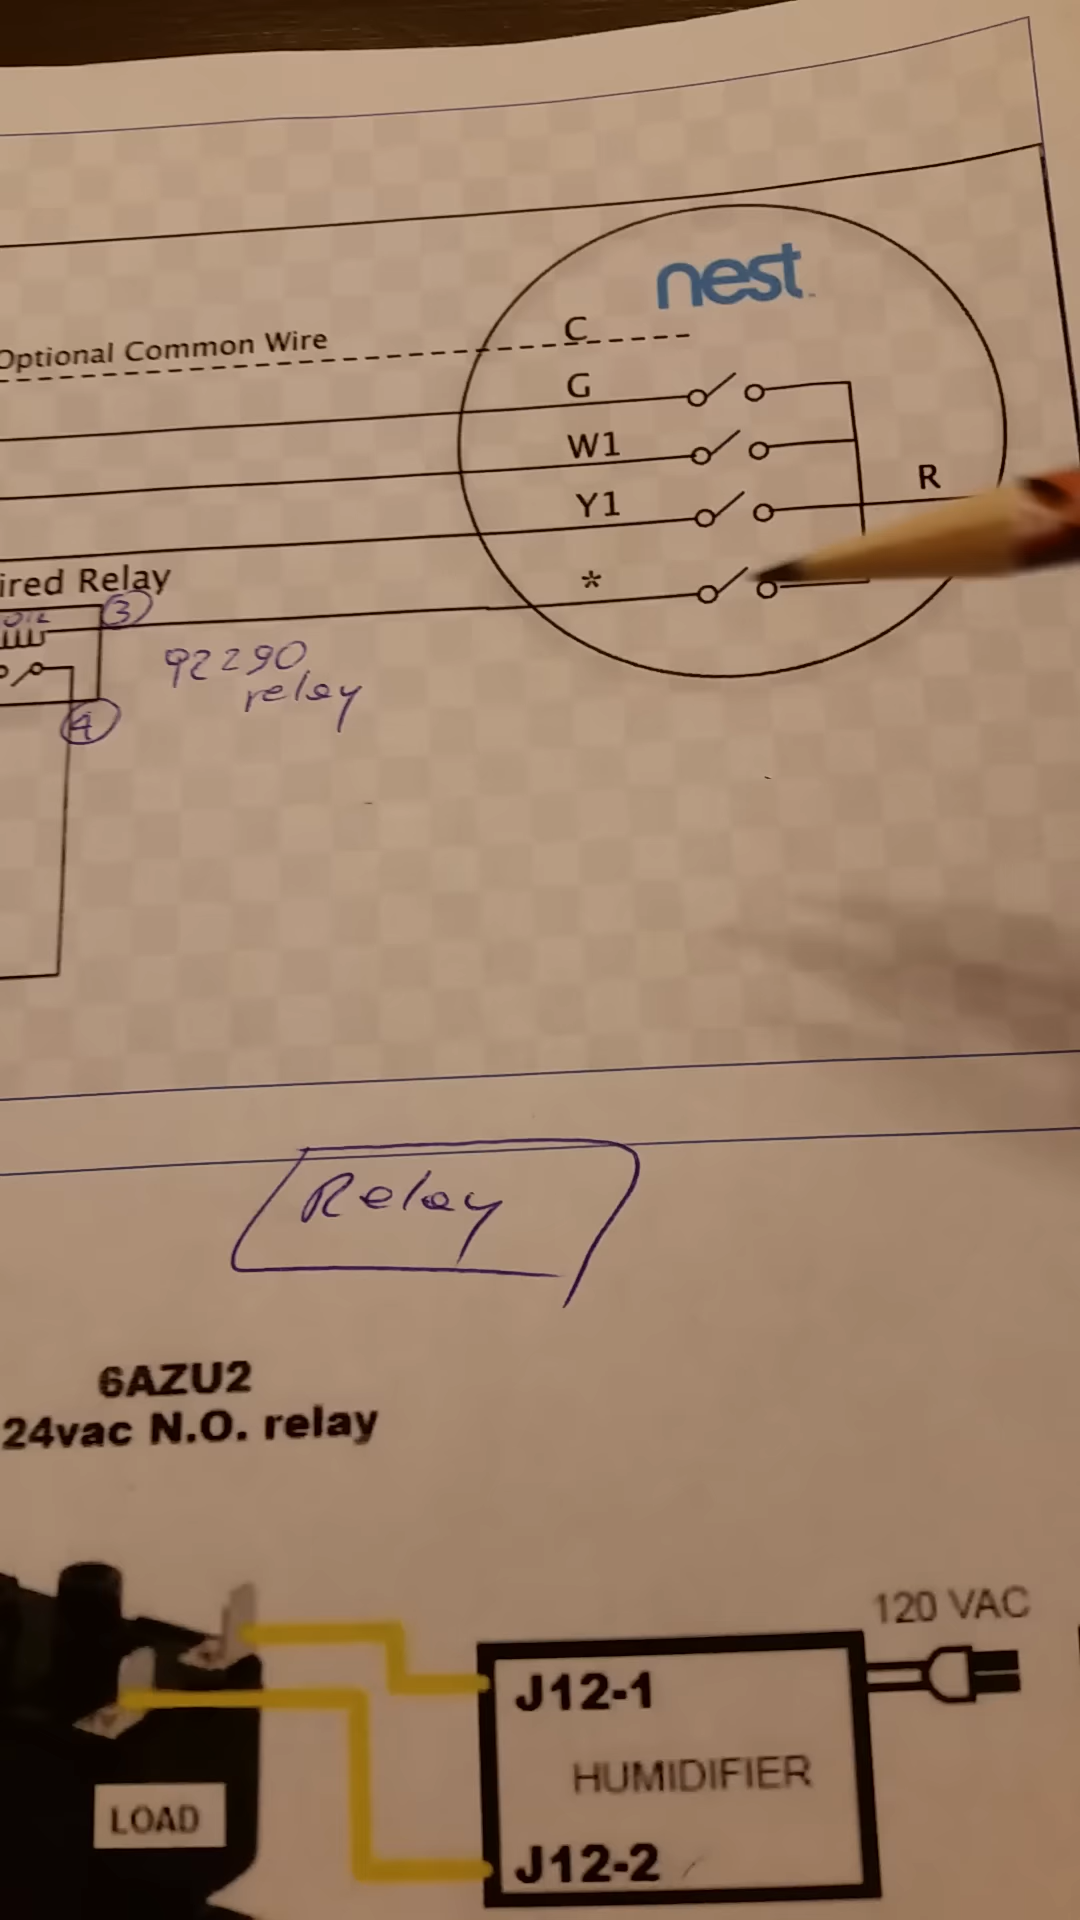 nest
C
Optional Common Wire
G
W1
R
Y1
*
ired Relay
3
92290
relay
4
Relay
6AZU2
24vac N.O. relay
120 VAC
J12-1
HUMIDIFIER
LOAD
J12-2